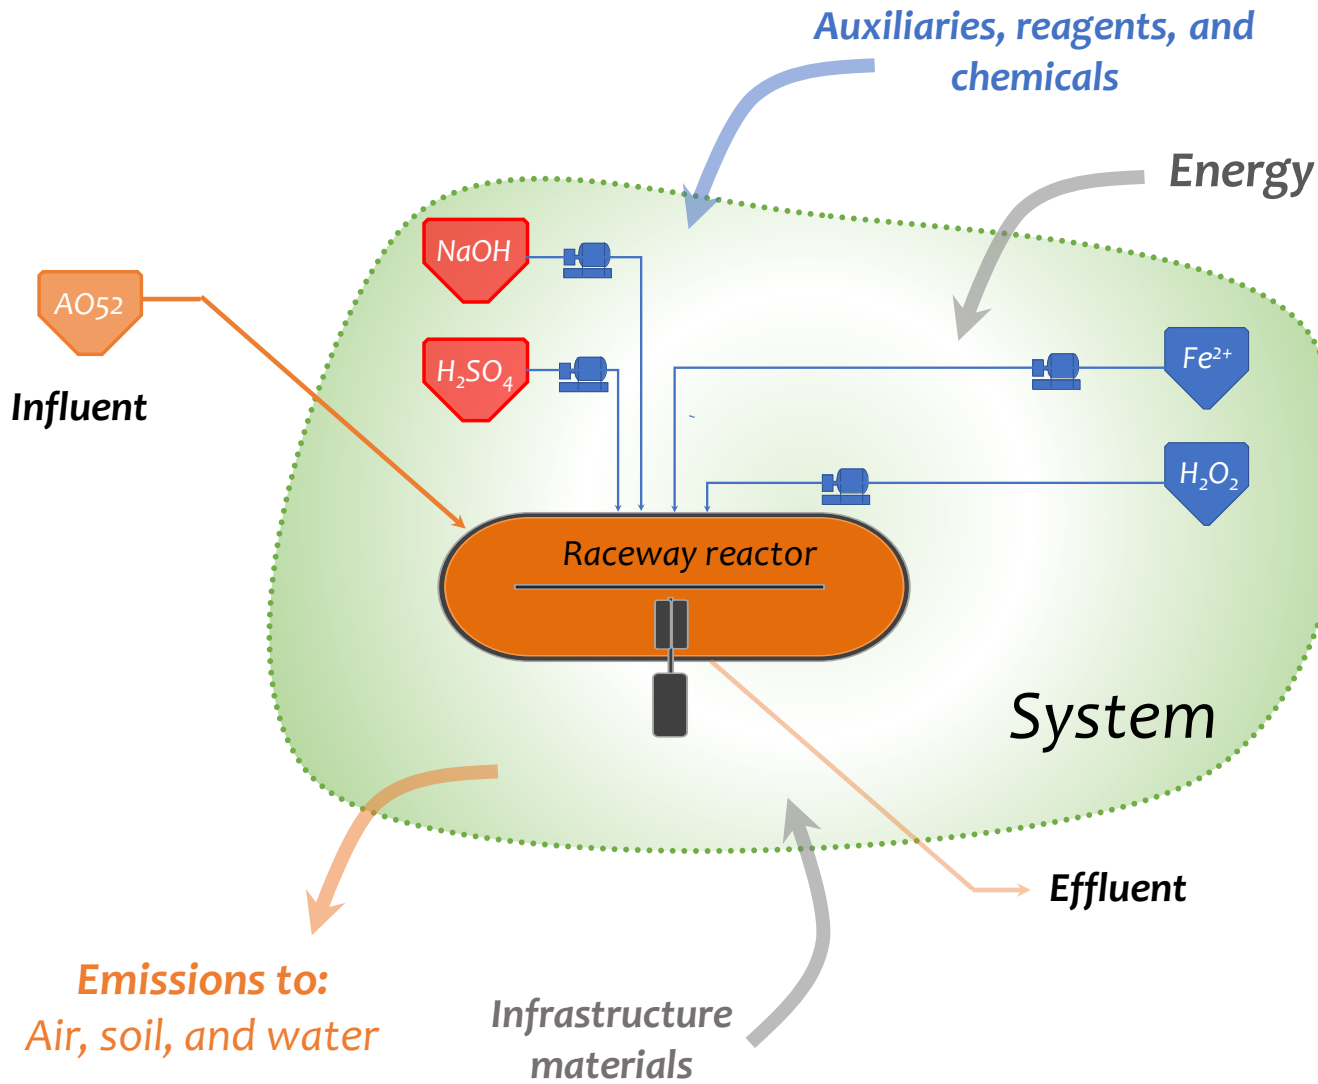 Auxiliaries, reagents, and
chemicals
Energy
NaOH
AO52
H₂SO₄
Fe²⁺
Influent
H₂O₂
Raceway reactor
System
Effluent
Emissions to:
Air, soil, and water
Infrastructure
materials